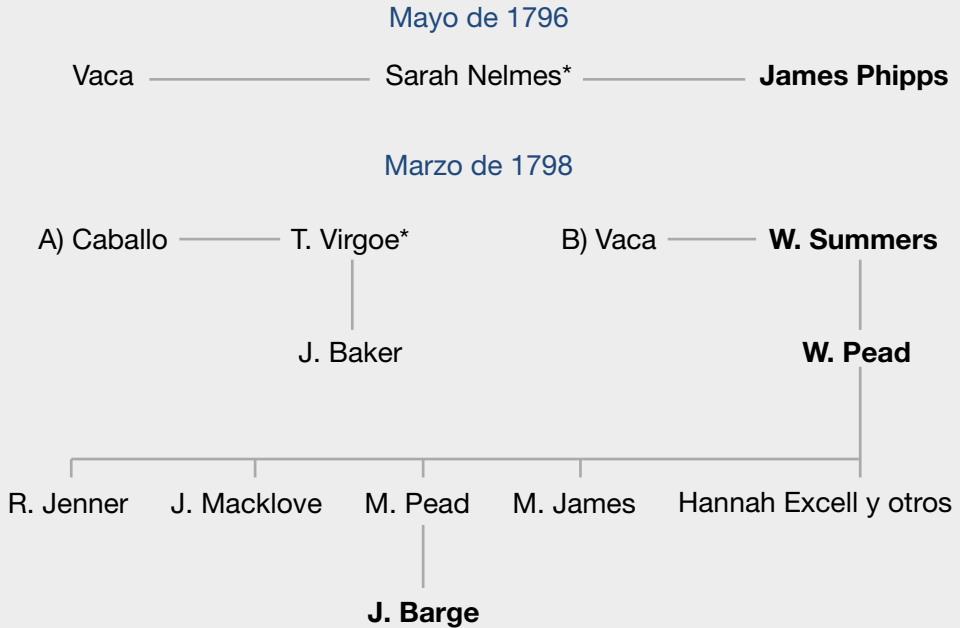 Mayo de 1796
Vaca Sarah Nelmes* James Phipps
Marzo de 1798
A) Caballo T. Virgoe* B) Vaca W. Summers
J. Baker W. Pead
R. Jenner J. Macklove M. Pead M. James Hannah Excell y otros
J. Barge